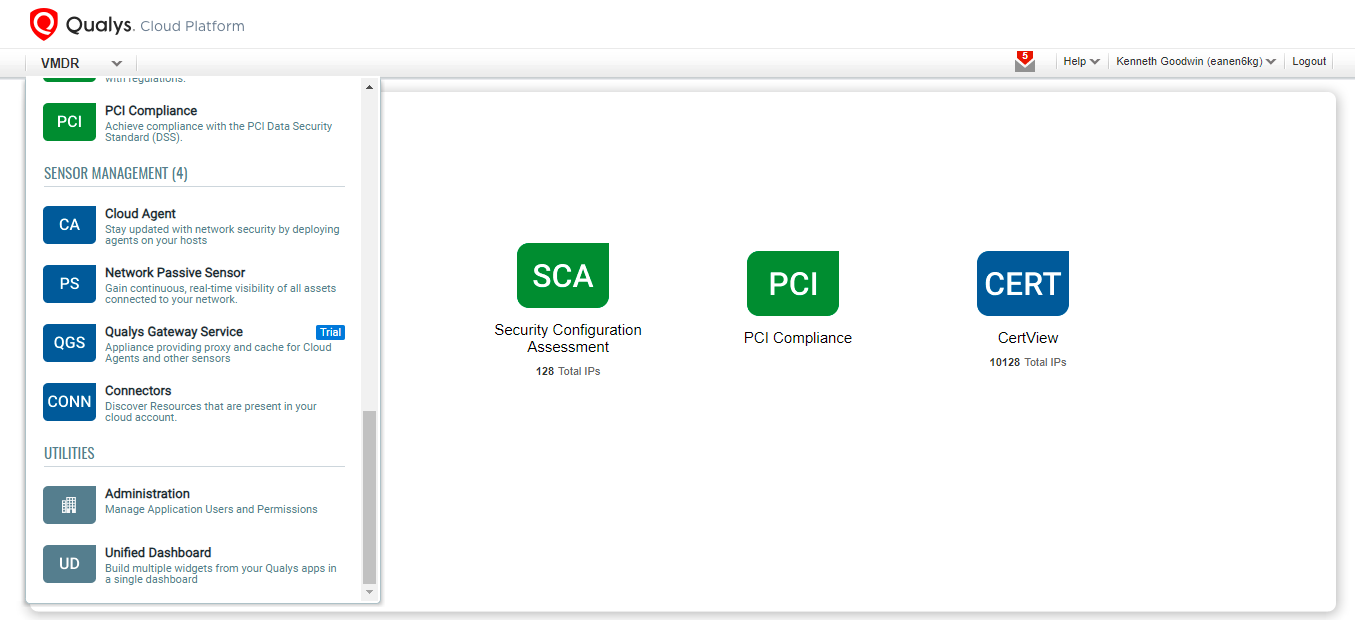 Qualys. Cloud Platform
VMDR
5
Help
Kenneth Goodwin (eanen6kg)
Logout
with regulations.
PCI
PCI Compliance
Achieve compliance with the PCI Data Security
Standard (DSS).
SENSOR MANAGEMENT (4)
CA
Cloud Agent
Stay updated with network security by deploying
agents on your hosts
PS
Network Passive Sensor
Gain continuous, real-time visibility of all assets
connected to your network.
QGS
Qualys Gateway Service
Trial
Appliance providing proxy and cache for Cloud
Agents and other sensors
CONN
Connectors
Discover Resources that are present in your
cloud account.
UTILITIES
Administration
Manage Application Users and Permissions
UD
Unified Dashboard
Build multiple widgets from your Qualys apps in
a single dashboard
SCA
Security Configuration
Assessment
128 Total IPs
PCI
PCI Compliance
CERT
CertView
10128 Total IPs